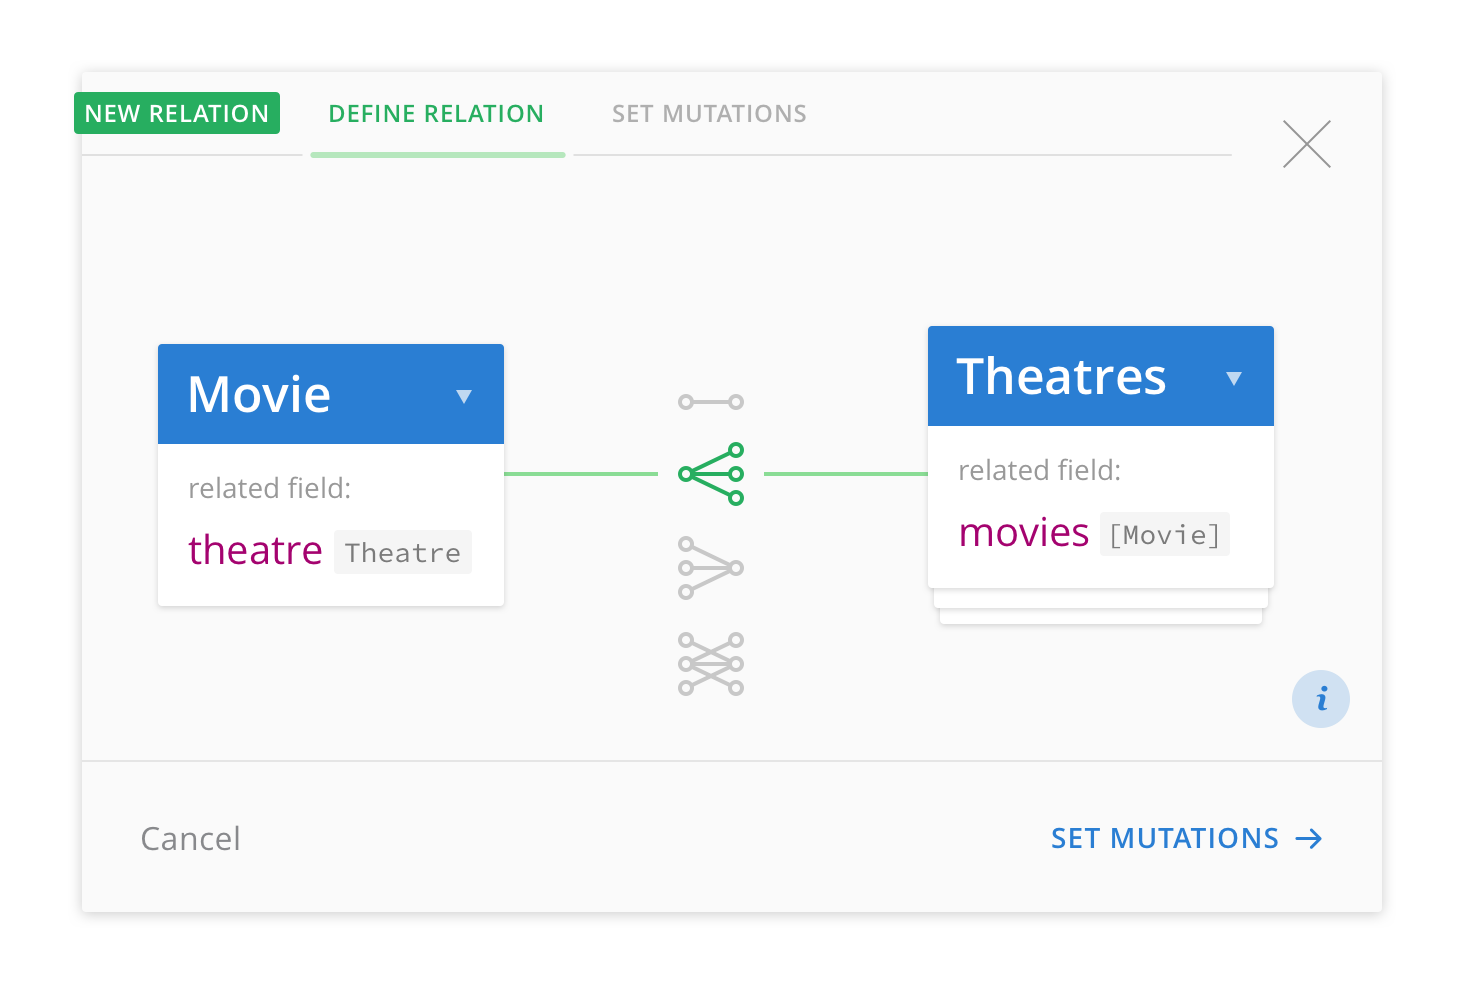 NEW RELATION
DEFINE RELATION
SET MUTATIONS
Movie
related field:
theatre Theatre
Theatres
related field:
movies [Movie]
i
Cancel
SET MUTATIONS →